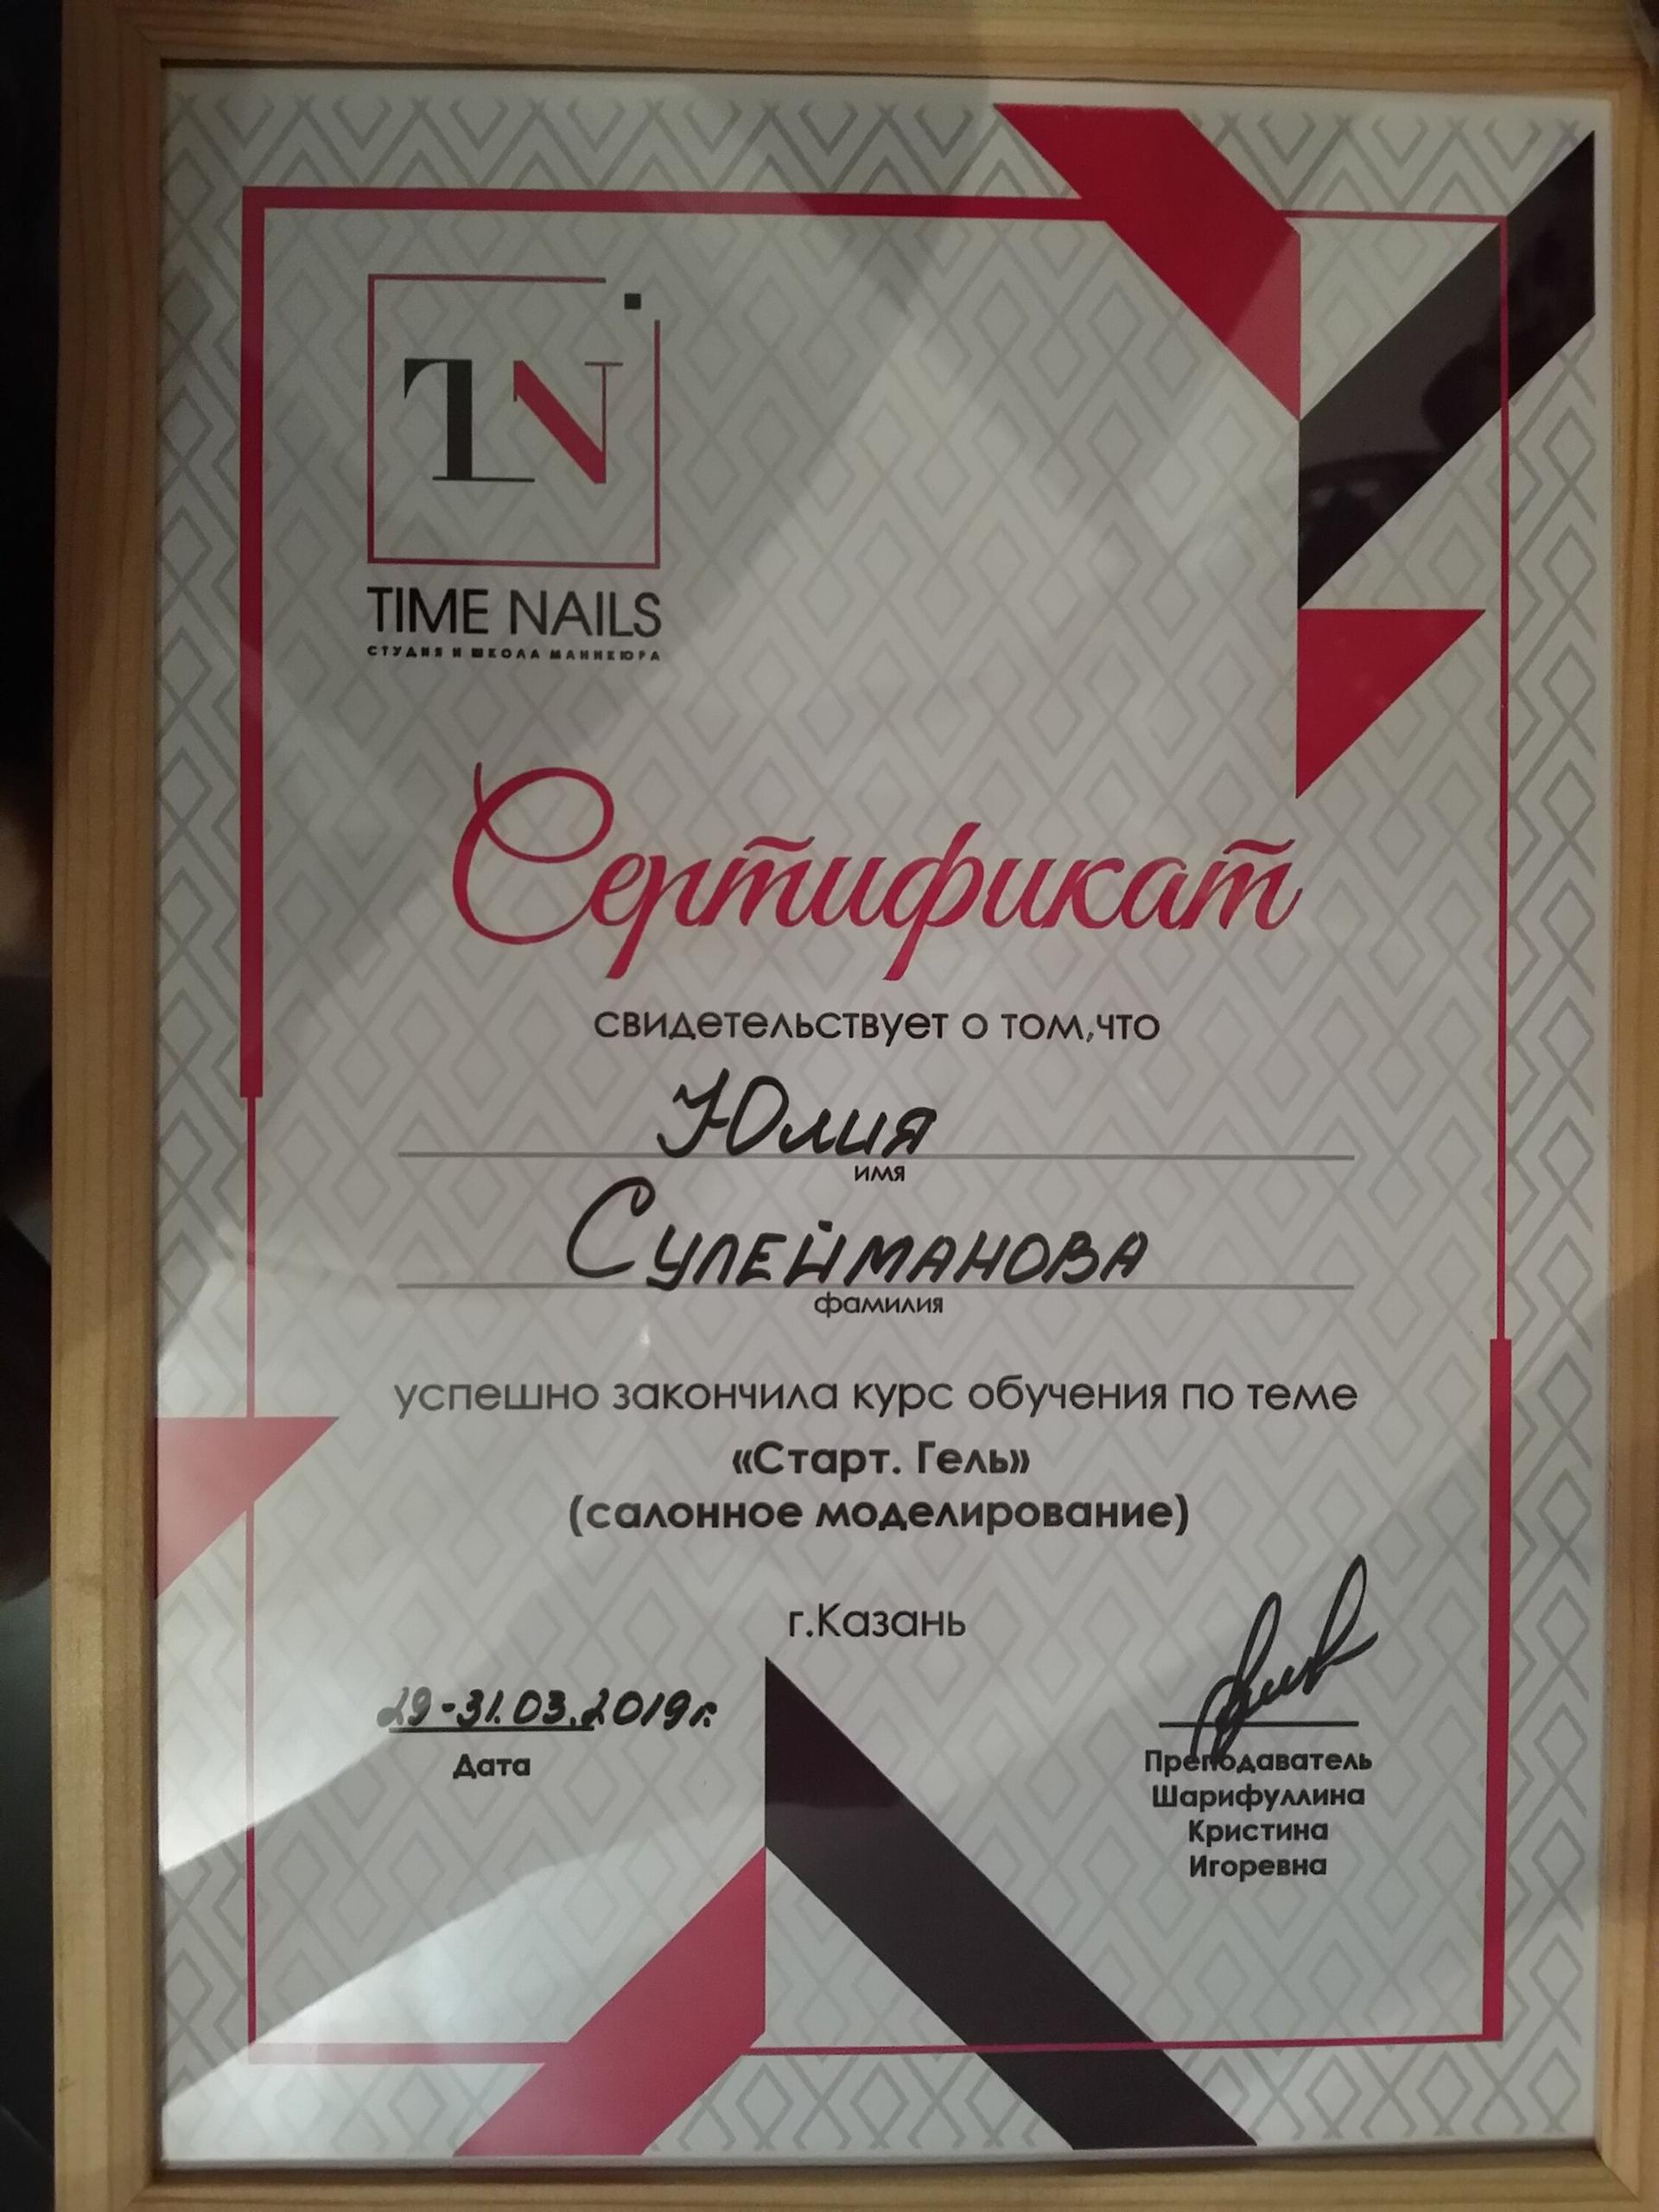 TN
TIME NAILS
СТУДИЯ И ШКОЛА МАНИКЮРА
Сертификат
свидетельствует о том,что
Юлия
имя
Сулейманова
фамилия
успешно закончила курс обучения по теме
«Старт. Гель»
(салонное моделирование)
г.Казань
29-31.03.2019г.
Дата
Преподаватель
Шарифуллина
Кристина
Игоревна